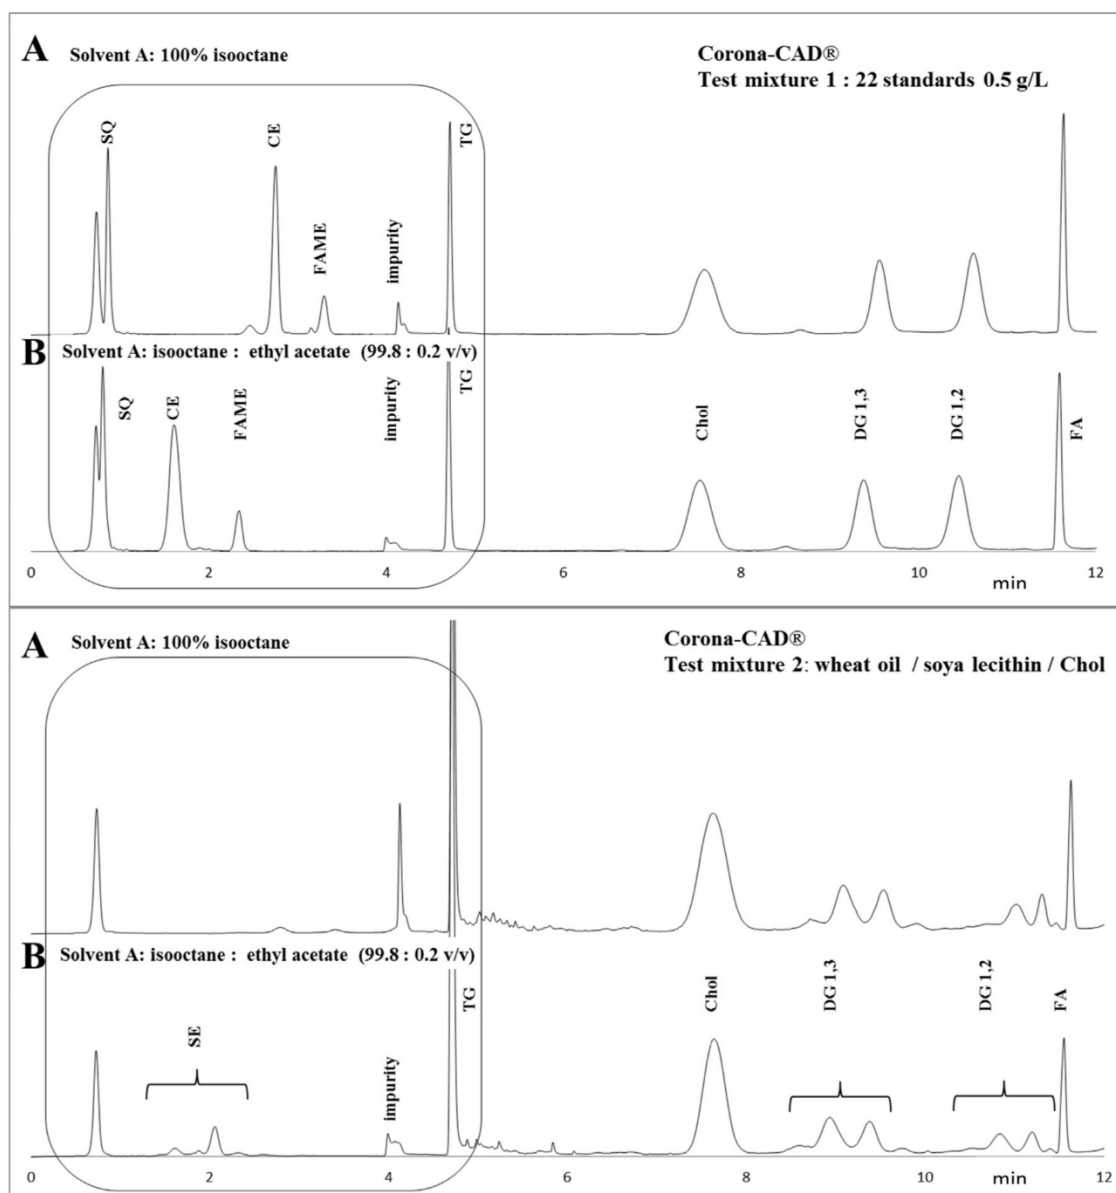 A Solvent A: 100% isooctane
Corona-CAD®
Test mixture 1 : 22 standards 0.5 g/L
SQ CE FAME impurity TG
B Solvent A: isooctane : ethyl acetate (99.8 : 0.2 v/v)
SQ CE FAME impurity TG Chol DG 1,3 DG 1,2 FA
0 2 4 6 8 10 12
min
A Solvent A: 100% isooctane
Corona-CAD®
Test mixture 2: wheat oil / soya lecithin / Chol
B Solvent A: isooctane : ethyl acetate (99.8 : 0.2 v/v)
SE impurity TG Chol DG 1,3 DG 1,2 FA
0 2 4 6 8 10 12
min